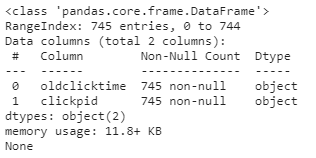 <class 'pandas.core.frame.DataFrame'>
RangeIndex: 745 entries, 0 to 744
Data columns (total 2 columns):
 #   Column        Non-Null Count  Dtype
---  ------        --------------  -----
 0   oldclicktime  745 non-null    object
 1   clickpid      745 non-null    object
dtypes: object(2)
memory usage: 11.8+ KB
None